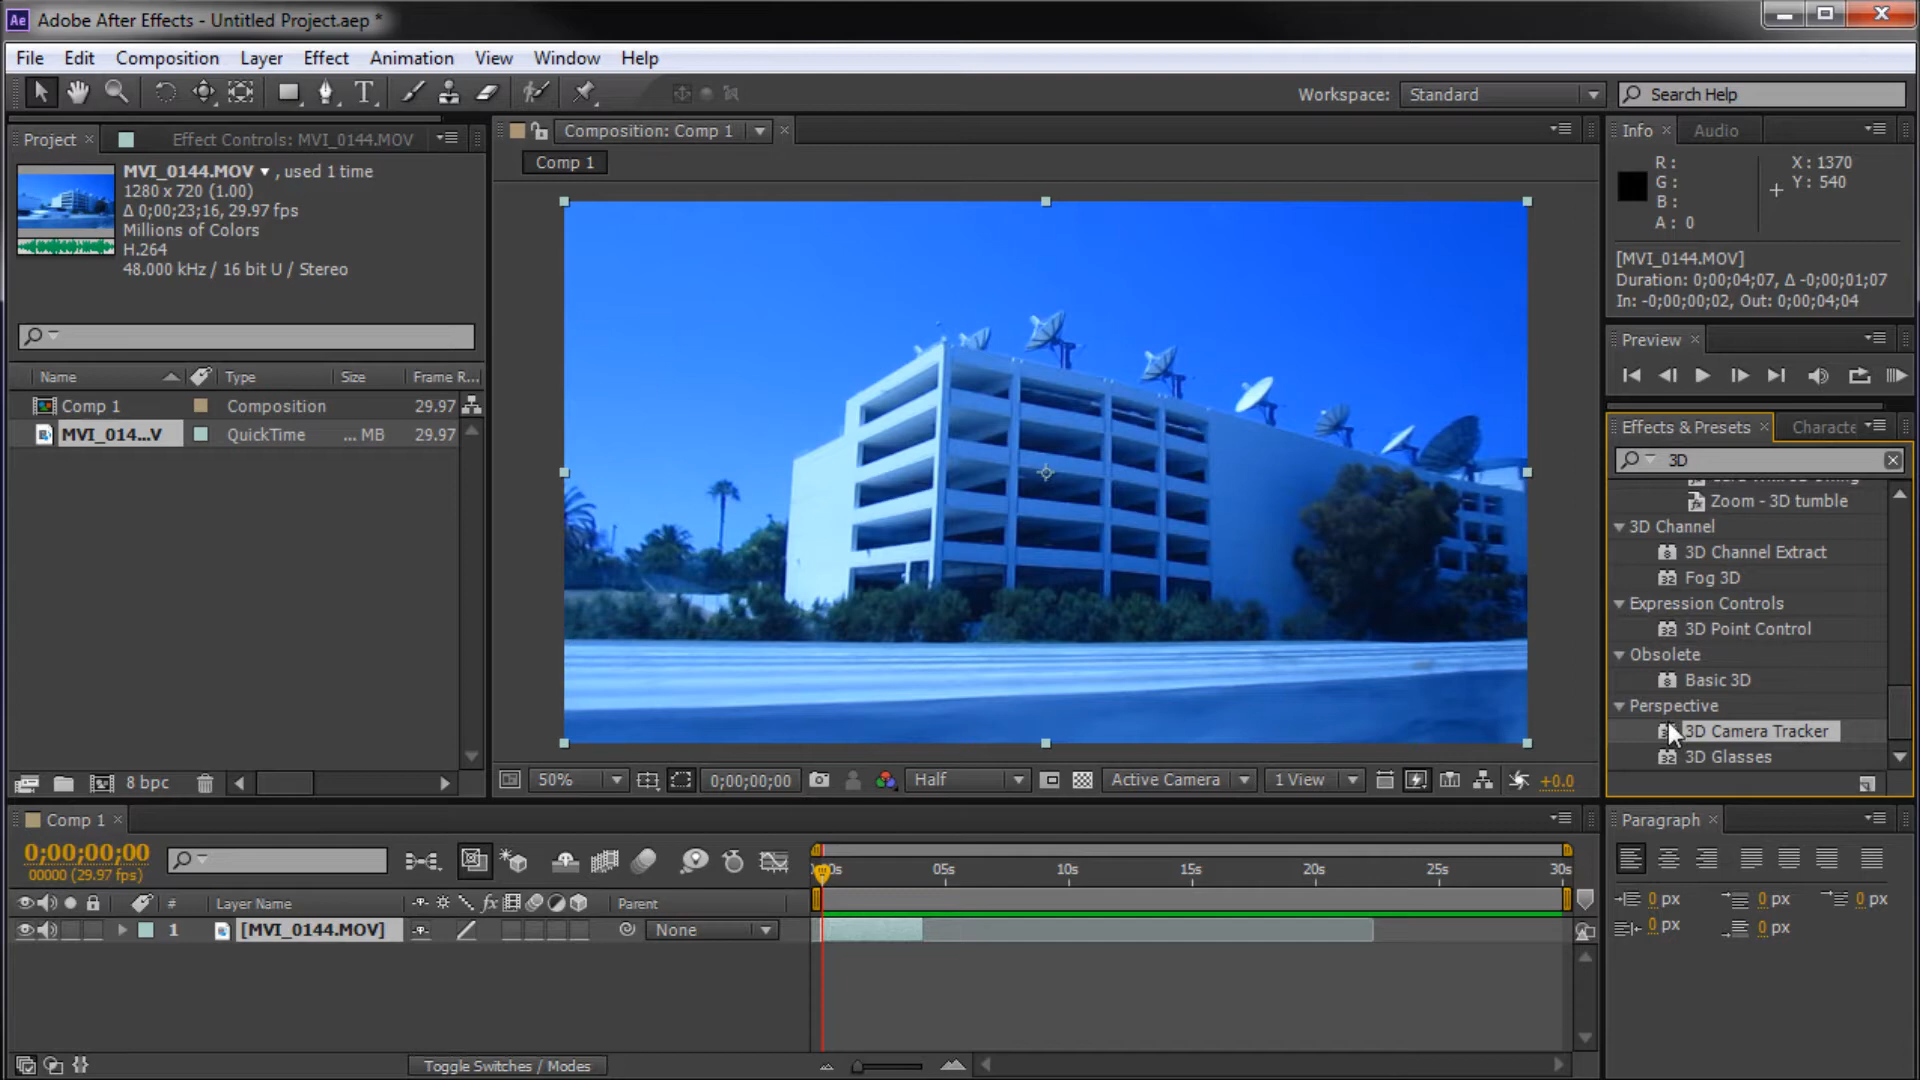 Ae Adobe After Effects - Untitled Project.aep *
File Edit Composition Layer Effect Animation View Window Help
Workspace: Standard Search Help
Project × Effect Controls: MVI_0144.MOV
MVI_0144.MOV ▼ , used 1 time
1280 x 720 (1.00)
Δ 0;00;23;16, 29.97 fps
Millions of Colors
H.264
48.000 kHz / 16 bit U / Stereo
Name Type Size Frame R...
Comp 1 Composition 29.97
MVI_014...V QuickTime ... MB 29.97
8 bpc
Composition: Comp 1
Comp 1
50% 0;00;00;00 Half Active Camera 1 View +0.0
Info × Audio
R : X : 1370
G : Y : 540
B :
A : 0
[MVI_0144.MOV]
Duration: 0;00;04;07, Δ -0;00;01;07
In: -0;00;00;02, Out: 0;00;04;04
Preview ×
Effects & Presets × Characte
3D
Zoom - 3D tumble
3D Channel
3D Channel Extract
Fog 3D
Expression Controls
3D Point Control
Obsolete
Basic 3D
Perspective
3D Camera Tracker
3D Glasses
Comp 1 ×
0;00;00;00
00000 (29.97 fps)
05s 10s 15s 20s 25s 30s
# Layer Name fx Parent
1 [MVI_0144.MOV] None
Toggle Switches / Modes
Paragraph ×
0 px 0 px 0 px
0 px 0 px